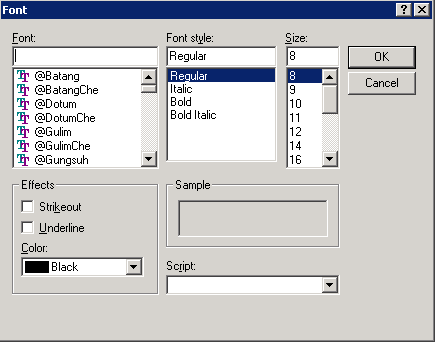 Font
Font:
Font style:
Regular
Size:
8
OK
Cancel
@Batang
@BatangChe
@Dotum
@DotumChe
@Gulim
@GulimChe
@Gungsuh
Regular
Italic
Bold
Bold Italic
8
9
10
11
12
14
16
Effects
Strikeout
Underline
Color:
Black
Sample
Script: